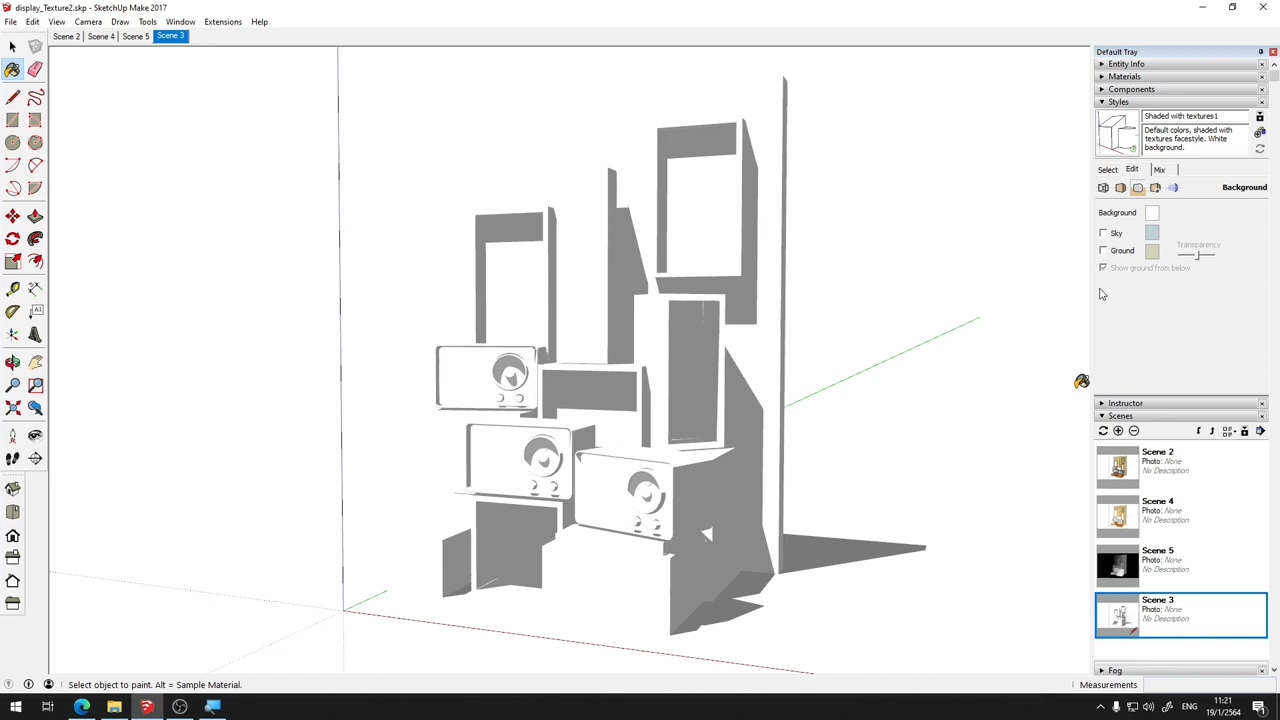 display_Texture2.skp - SketchUp Make 2017
File Edit View Camera Draw Tools Window Extensions Help
Scene 2 Scene 4 Scene 5 Scene 3
Default Tray
Entity Info
Materials
Components
Styles
Shaded with textures1
Default colors, shaded with
textures facestyle. White
background.
Select Edit Mix
Background
Background
Sky
Ground
Transparency
Show ground from below
Instructor
Scenes
Scene 2
Photo: None
No Description
Scene 4
Photo: None
No Description
Scene 5
Photo: None
No Description
Scene 3
Photo: None
No Description
Fog
Select object to paint. Alt = Sample Material.
Measurements
ENG
11:21
19/1/2564